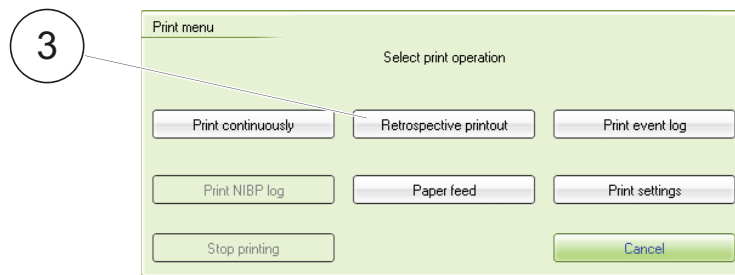 Print menu
3
Select print operation
Print continuously
Retrospective printout
Print event log
Print NIBP log
Paper feed
Print settings
Stop printing
Cancel